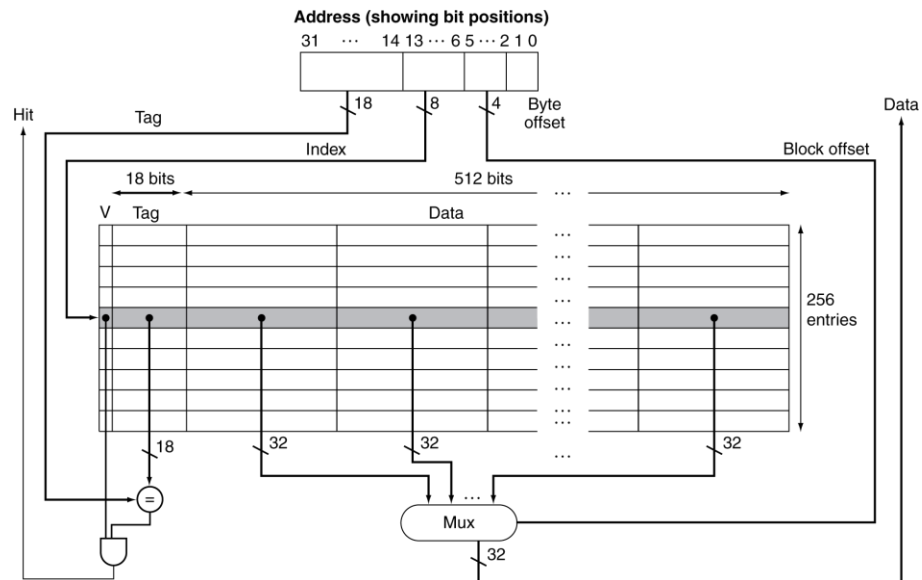 Address (showing bit positions)
31 ··· 14 13 ··· 6 5 ··· 2 1 0
18
8
4
Byte
offset
Hit
Tag
Data
Index
Block offset
18 bits
512 bits
...
V
Tag
Data
...
...
...
...
...
...
...
...
...
...
256
entries
18
32
32
32
...
=
...
Mux
32